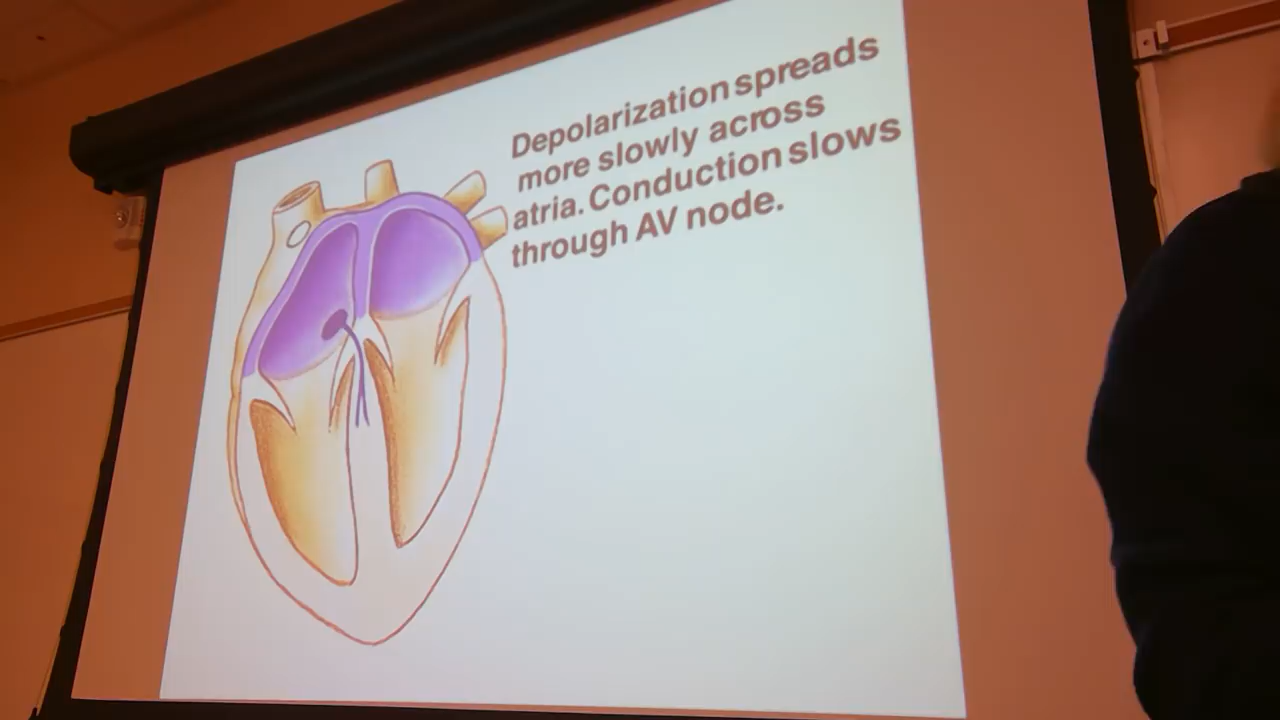 Depolarization spreads
more slowly across
atria. Conduction slows
through AV node.